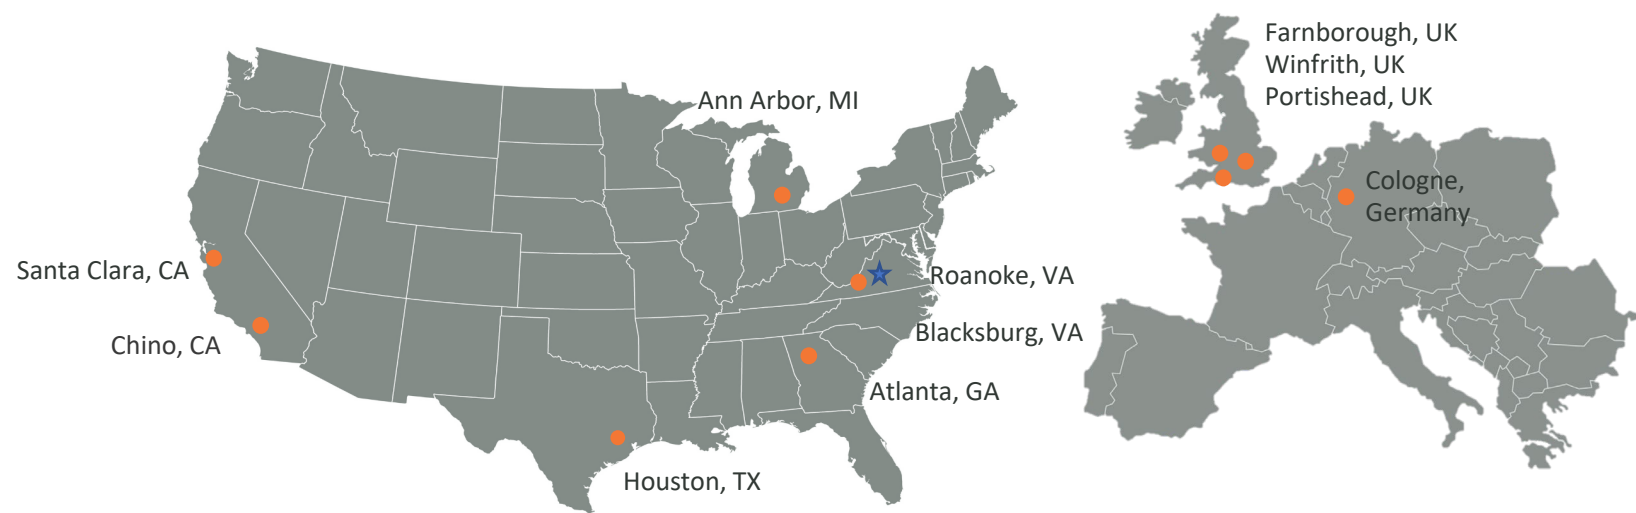 Farnborough, UK
Winfrith, UK
Portishead, UK
Ann Arbor, MI
Cologne,
Germany
Santa Clara, CA
Roanoke, VA
Chino, CA
Blacksburg, VA
Atlanta, GA
Houston, TX